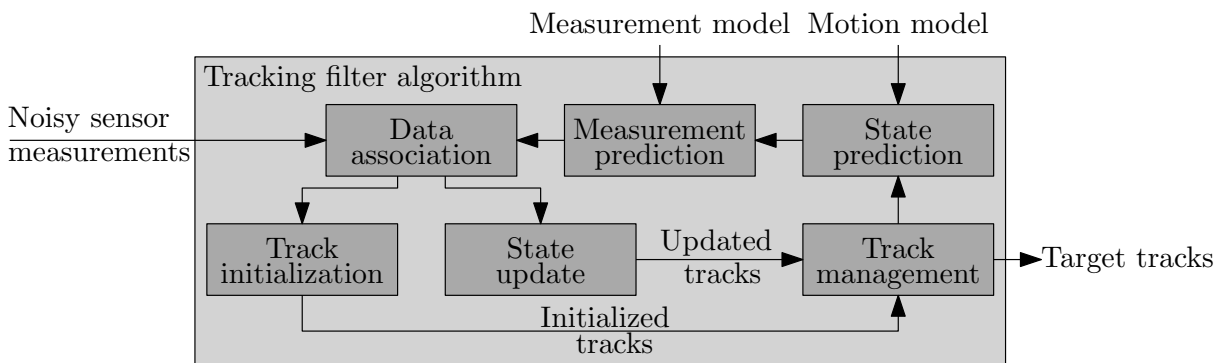 Measurement model
Motion model
Tracking filter algorithm
Noisy sensor
measurements
Data
association
Measurement
prediction
State
prediction
Track
initialization
State
update
Updated
tracks
Track
management
Target tracks
Initialized
tracks